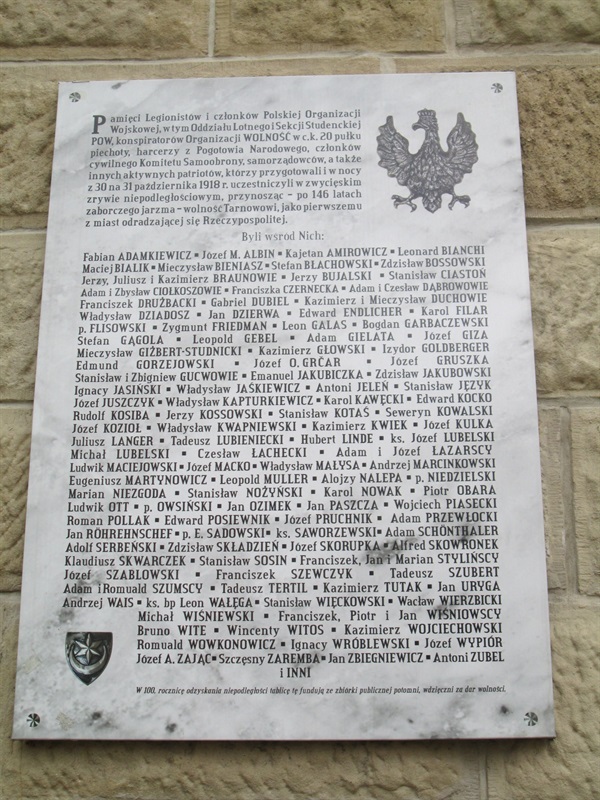 Pamięci Legionistów i członków Polskiej Organizacji
Wojskowej, w tym Oddziału Lotnego i Sekcji Studenckiej
POW, konspiratorów Organizacji WOLNOŚĆ w c.k. 20 pułku
piechoty, harcerzy z Pogotowia Narodowego, członków
cywilnego Komitetu Samoobrony, samorządowców, a także
innych aktywnych patriotów, którzy przygotowali i w nocy
z 30 na 31 października 1918 r. uczestniczyli w zwycięskim
zrywie niepodległościowym, przynosząc - po 146 latach
zaborczego jarzma - wolność Tarnowowi, jako pierwszemu
z miast odradzającej się Rzeczypospolitej.
Byli wśród Nich:
Fabian ADAMKIEWICZ ▪ Józef M. ALBIN ▪ Kajetan AMIROWICZ ▪ Leonard BIANCHI
Maciej BIALIK ▪ Mieczysław BIENIASZ ▪ Stefan BŁACHOWSKI ▪ Zdzisław BOSSOWSKI
Jerzy, Juliusz i Kazimierz BRAUNOWIE ▪ Jerzy BUJALSKI ▪ Stanisław CIASTOŃ
Adam i Zbysław CIOŁKOSZOWIE ▪ Franciszka CZERNECKA ▪ Adam i Czesław DĄBROWOWIE
Franciszek DRUŻBACKI ▪ Gabriel DUBIEL ▪ Kazimierz i Mieczysław DUCHOWIE
Władysław DZIADOSZ ▪ Jan DZIERWA ▪ Edward ENDLICHER ▪ Karol FILAR
p. FLISOWSKI ▪ Zygmunt FRIEDMAN ▪ Leon GALAS ▪ Bogdan GARBACZEWSKI
Stefan GĄGOLA ▪ Leopold GEBEL ▪ Adam GIELATA ▪ Józef GIZA
Mieczysław GIŻBERT-STUDNICKI ▪ Kazimierz GŁOWSKI ▪ Izydor GOLDBERGER
Edmund GORZEJOWSKI ▪ Józef O. GRČAR ▪ Józef GRUSZKA
Stanisław i Zbigniew GUCWOWIE ▪ Emanuel JAKUBICZKA ▪ Zdzisław JAKUBOWSKI
Ignacy JASIŃSKI ▪ Władysław JAŚKIEWICZ ▪ Antoni JELEŃ ▪ Stanisław JĘZYK
Józef JUSZCZYK ▪ Władysław KAPTURKIEWICZ ▪ Karol KAWĘCKI ▪ Edward KOCKO
Rudolf KOSIBA ▪ Jerzy KOSSOWSKI ▪ Stanisław KOTAŚ ▪ Seweryn KOWALSKI
Józef KOZIOŁ ▪ Władysław KWAPNIEWSKI ▪ Kazimierz KWIEK ▪ Józef KULKA
Juliusz LANGER ▪ Tadeusz LUBIENIECKI ▪ Hubert LINDE ▪ ks. Józef LUBELSKI
Michał LUBELSKI ▪ Czesław ŁACHECKI ▪ Adam i Józef ŁAZARSCY
Ludwik MACIEJOWSKI ▪ Józef MACKO ▪ Władysław MAŁYSA ▪ Andrzej MARCINKOWSKI
Eugeniusz MARTYNOWICZ ▪ Leopold MULLER ▪ Alojzy NALEPA ▪ p. NIEDZIELSKI
Marian NIEZGODA ▪ Stanisław NOŻYŃSKI ▪ Karol NOWAK ▪ Piotr OBARA
Ludwik OTT ▪ p. OWSIŃSKI ▪ Jan OZIMEK ▪ Jan PASZCZA ▪ Wojciech PIASECKI
Roman POLLAK ▪ Edward POSIEWNIK ▪ Józef PRUCHNIK ▪ Adam PRZEWŁOCKI
Jan RÖHRENSCHEF ▪ p. E. SADOWSKI ▪ ks. SAWORZEWSKI ▪ Adam SCHÖNTHALER
Adolf SERBEŃSKI ▪ Zdzisław SKŁADZIEŃ ▪ Józef SKORUPKA ▪ Alfred SKOWRONEK
Klaudiusz SKWARCZEK ▪ Stanisław SOSIN ▪ Franciszek, Jan i Marian STYLIŃSCY
Józef SZABLOWSKI ▪ Franciszek SZEWCZYK ▪ Tadeusz SZUBERT
Adam i Romuald SZUMSCY ▪ Tadeusz TERTIL ▪ Kazimierz TUTAK ▪ Jan URYGA
Andrzej WAIS ▪ ks. bp Leon WAŁĘGA ▪ Stanisław WIĘCKOWSKI ▪ Wacław WIERZBICKI
Michał WIŚNIEWSKI ▪ Franciszek, Piotr i Jan WIŚNIOWSCY
Bruno WITE ▪ Wincenty WITOS ▪ Kazimierz WOJCIECHOWSKI
Romuald WOWKONOWICZ ▪ Ignacy WRÓBLEWSKI ▪ Józef WYPIÓR
Józef A. ZAJĄC ▪ Szczęsny ZAREMBA ▪ Jan ZBIEGNIEWICZ ▪ Antoni ZUBEL
i INNI
W 100. rocznicę odzyskania niepodległości tablicę tę fundują ze zbiórki publicznej potomni, wdzięczni za dar wolności.